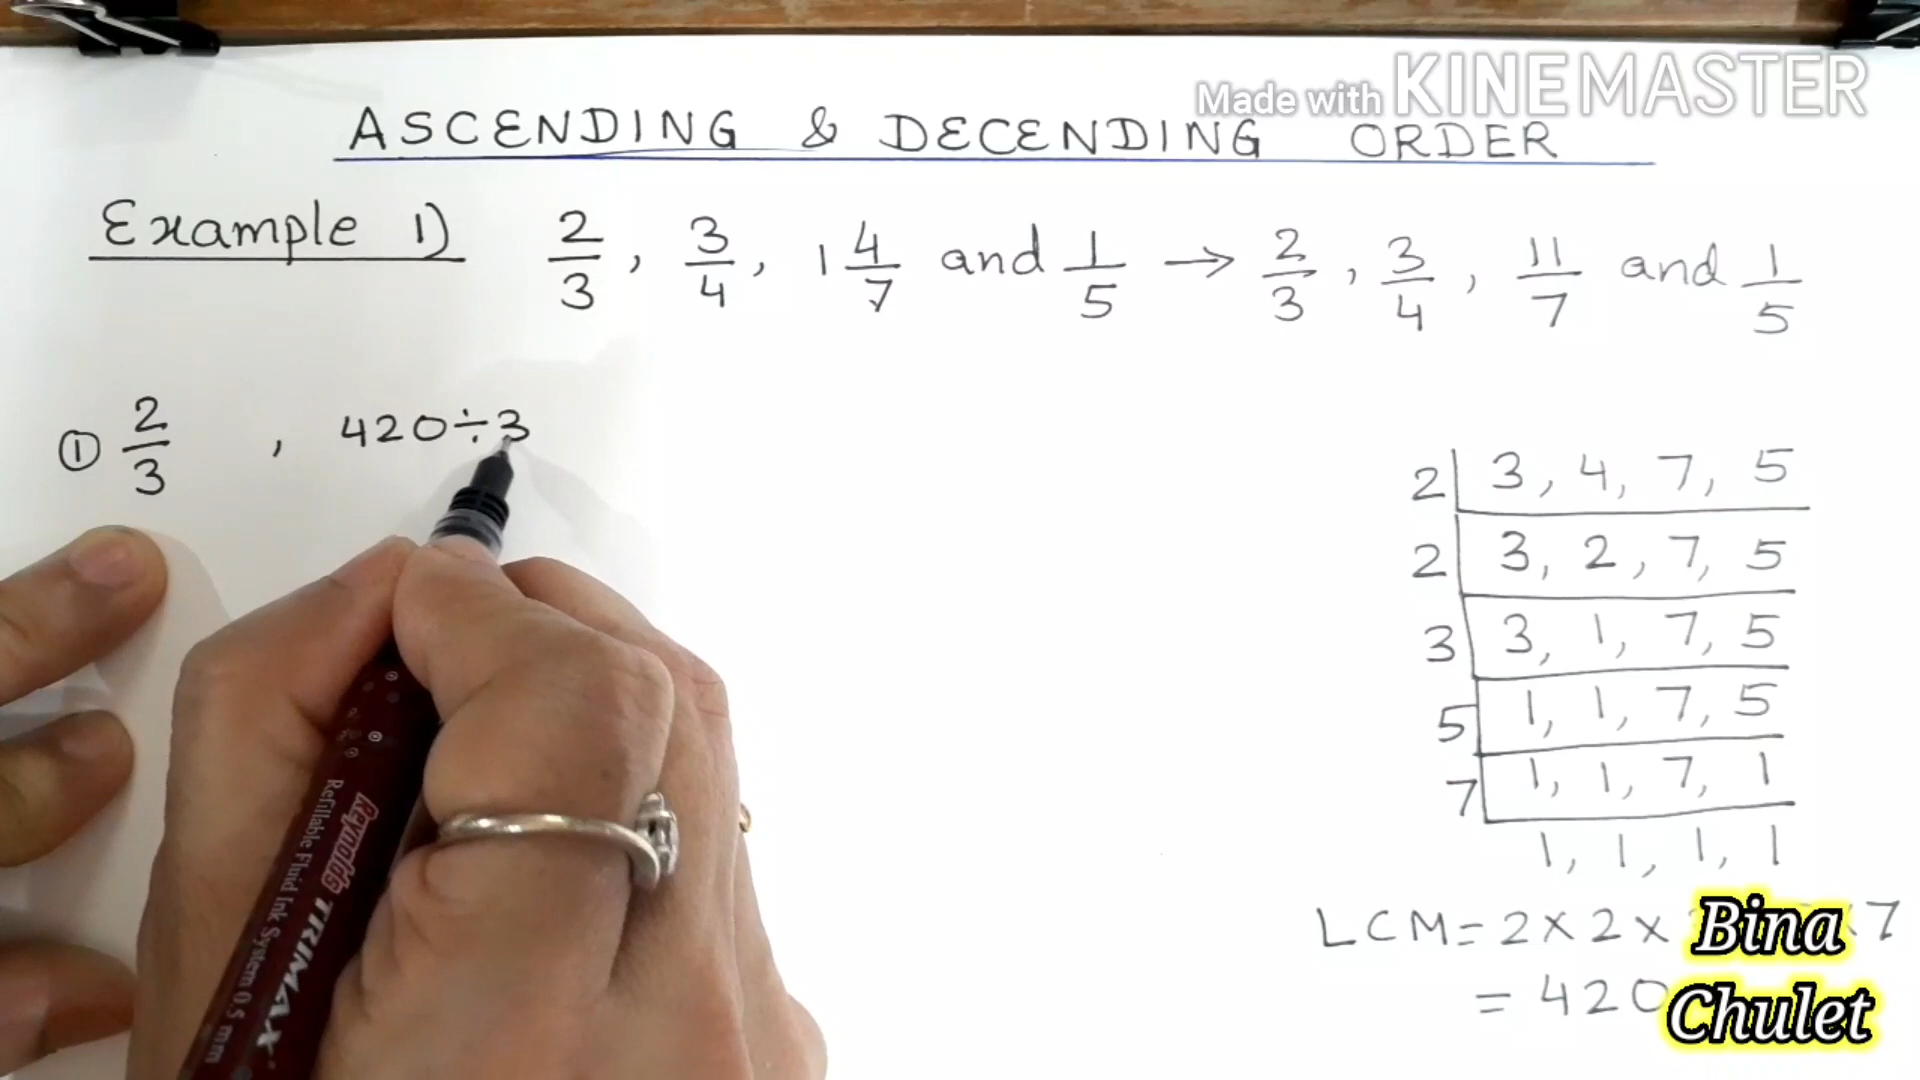 Made with KINEMASTER
ASCENDING & DECENDING ORDER
Example 1) 2/3, 3/4, 1 4/7 and 1/5 → 2/3, 3/4, 11/7 and 1/5
① 2/3 , 420÷3
2 3, 4, 7, 5
2 3, 2, 7, 5
3 3, 1, 7, 5
5 1, 1, 7, 5
7 1, 1, 7, 1
1, 1, 1, 1
LCM = 2 × 2 × 7
= 420
Bina
Chulet
Reynolds TRIMAX
Refillable Fluid Ink System 0.5 mm